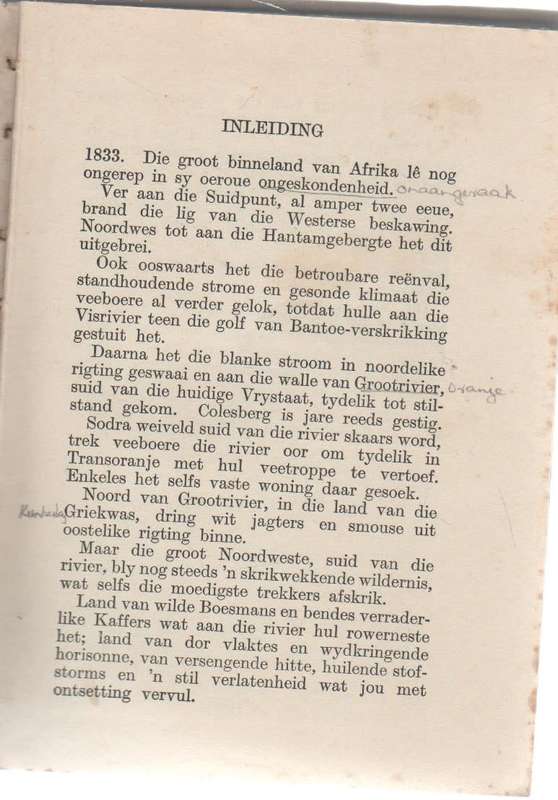 INLEIDING
1833. Die groot binneland van Afrika lê nog
ongerep in sy oeroue ongeskondenheid. onaangeraak
Ver aan die Suidpunt, al amper twee eeue,
brand die lig van die Westerse beskawing.
Noordwes tot aan die Hantamgebergte het dit
uitgebrei.
Ook ooswaarts het die betroubare reënval,
standhoudende strome en gesonde klimaat die
veeboere al verder gelok, totdat hulle aan die
Visrivier teen die golf van Bantoe-verskrikking
gestuit het.
Daarna het die blanke stroom in noordelike
rigting geswaai en aan die walle van Grootrivier, Oranje
suid van die huidige Vrystaat, tydelik tot stil-
stand gekom. Colesberg is jare reeds gestig.
Sodra weiveld suid van die rivier skaars word,
trek veeboere die rivier oor om tydelik in
Transoranje met hul veetroppe te vertoef.
Enkeles het selfs vaste woning daar gesoek.
Noord van Grootrivier, in die land van die
Griekwas, dring wit jagters en smouse uit
oostelike rigting binne.
Maar die groot Noordweste, suid van die
rivier, bly nog steeds 'n skrikwekkende wildernis,
wat selfs die moedigste trekkers afskrik.
Land van wilde Boesmans en bendes verrader-
like Kaffers wat aan die rivier hul rowerneste
het; land van dor vlaktes en wydkringende
horisonne, van versengende hitte, huilende stof-
storms en 'n stil verlatenheid wat jou met
ontsetting vervul.